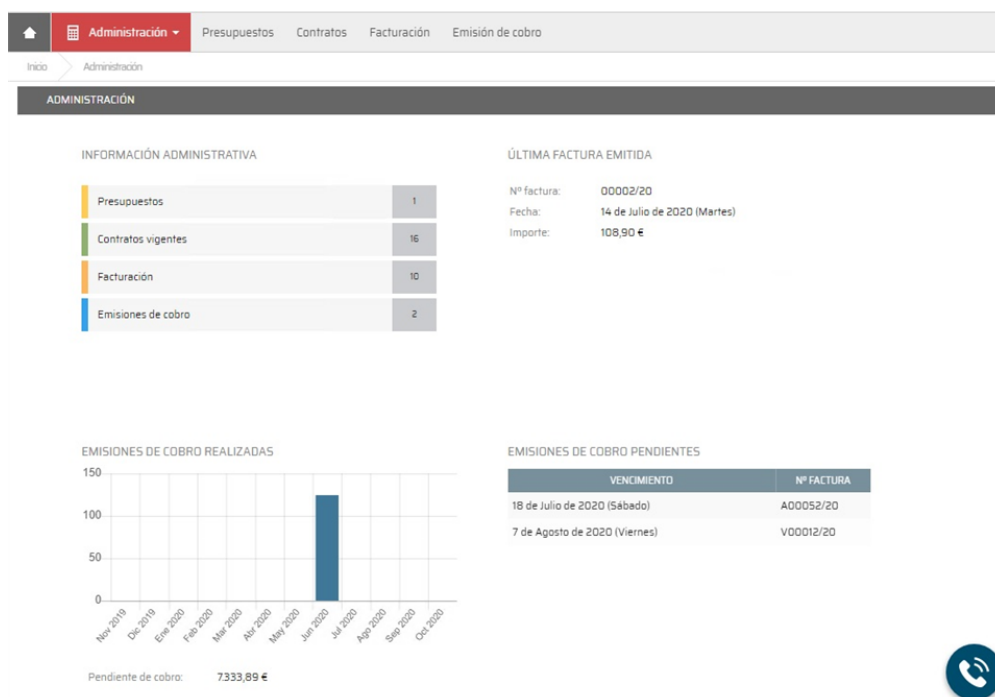 Administración Presupuestos Contratos Facturación Emisión de cobro
Inicio Administración
ADMINISTRACIÓN
INFORMACIÓN ADMINISTRATIVA
Presupuestos 1
Contratos vigentes 16
Facturación 10
Emisiones de cobro 2
ÚLTIMA FACTURA EMITIDA
Nº factura: 00002/20
Fecha: 14 de Julio de 2020 (Martes)
Importe: 108,90 €
EMISIONES DE COBRO REALIZADAS
150
100
50
0
Nov 2019 Dic 2019 Ene 2020 Feb 2020 Mar 2020 Abr 2020 May 2020 Jun 2020 Jul 2020 Ago 2020 Sep 2020 Oct 2020
Pendiente de cobro: 7.333,89 €
EMISIONES DE COBRO PENDIENTES
VENCIMIENTO Nº FACTURA
18 de Julio de 2020 (Sábado) A00052/20
7 de Agosto de 2020 (Viernes) V00012/20